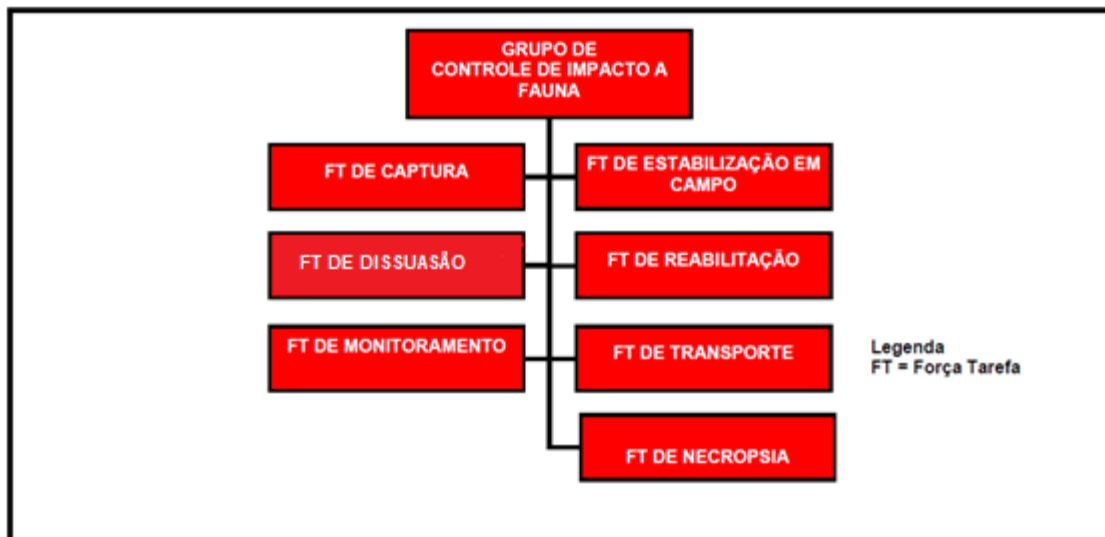 GRUPO DE
CONTROLE DE IMPACTO A
FAUNA
FT DE CAPTURA
FT DE ESTABILIZAÇÃO EM
CAMPO
FT DE DISSUASÃO
FT DE REABILITAÇÃO
FT DE MONITORAMENTO
FT DE TRANSPORTE
Legenda
FT = Força Tarefa
FT DE NECROPSIA